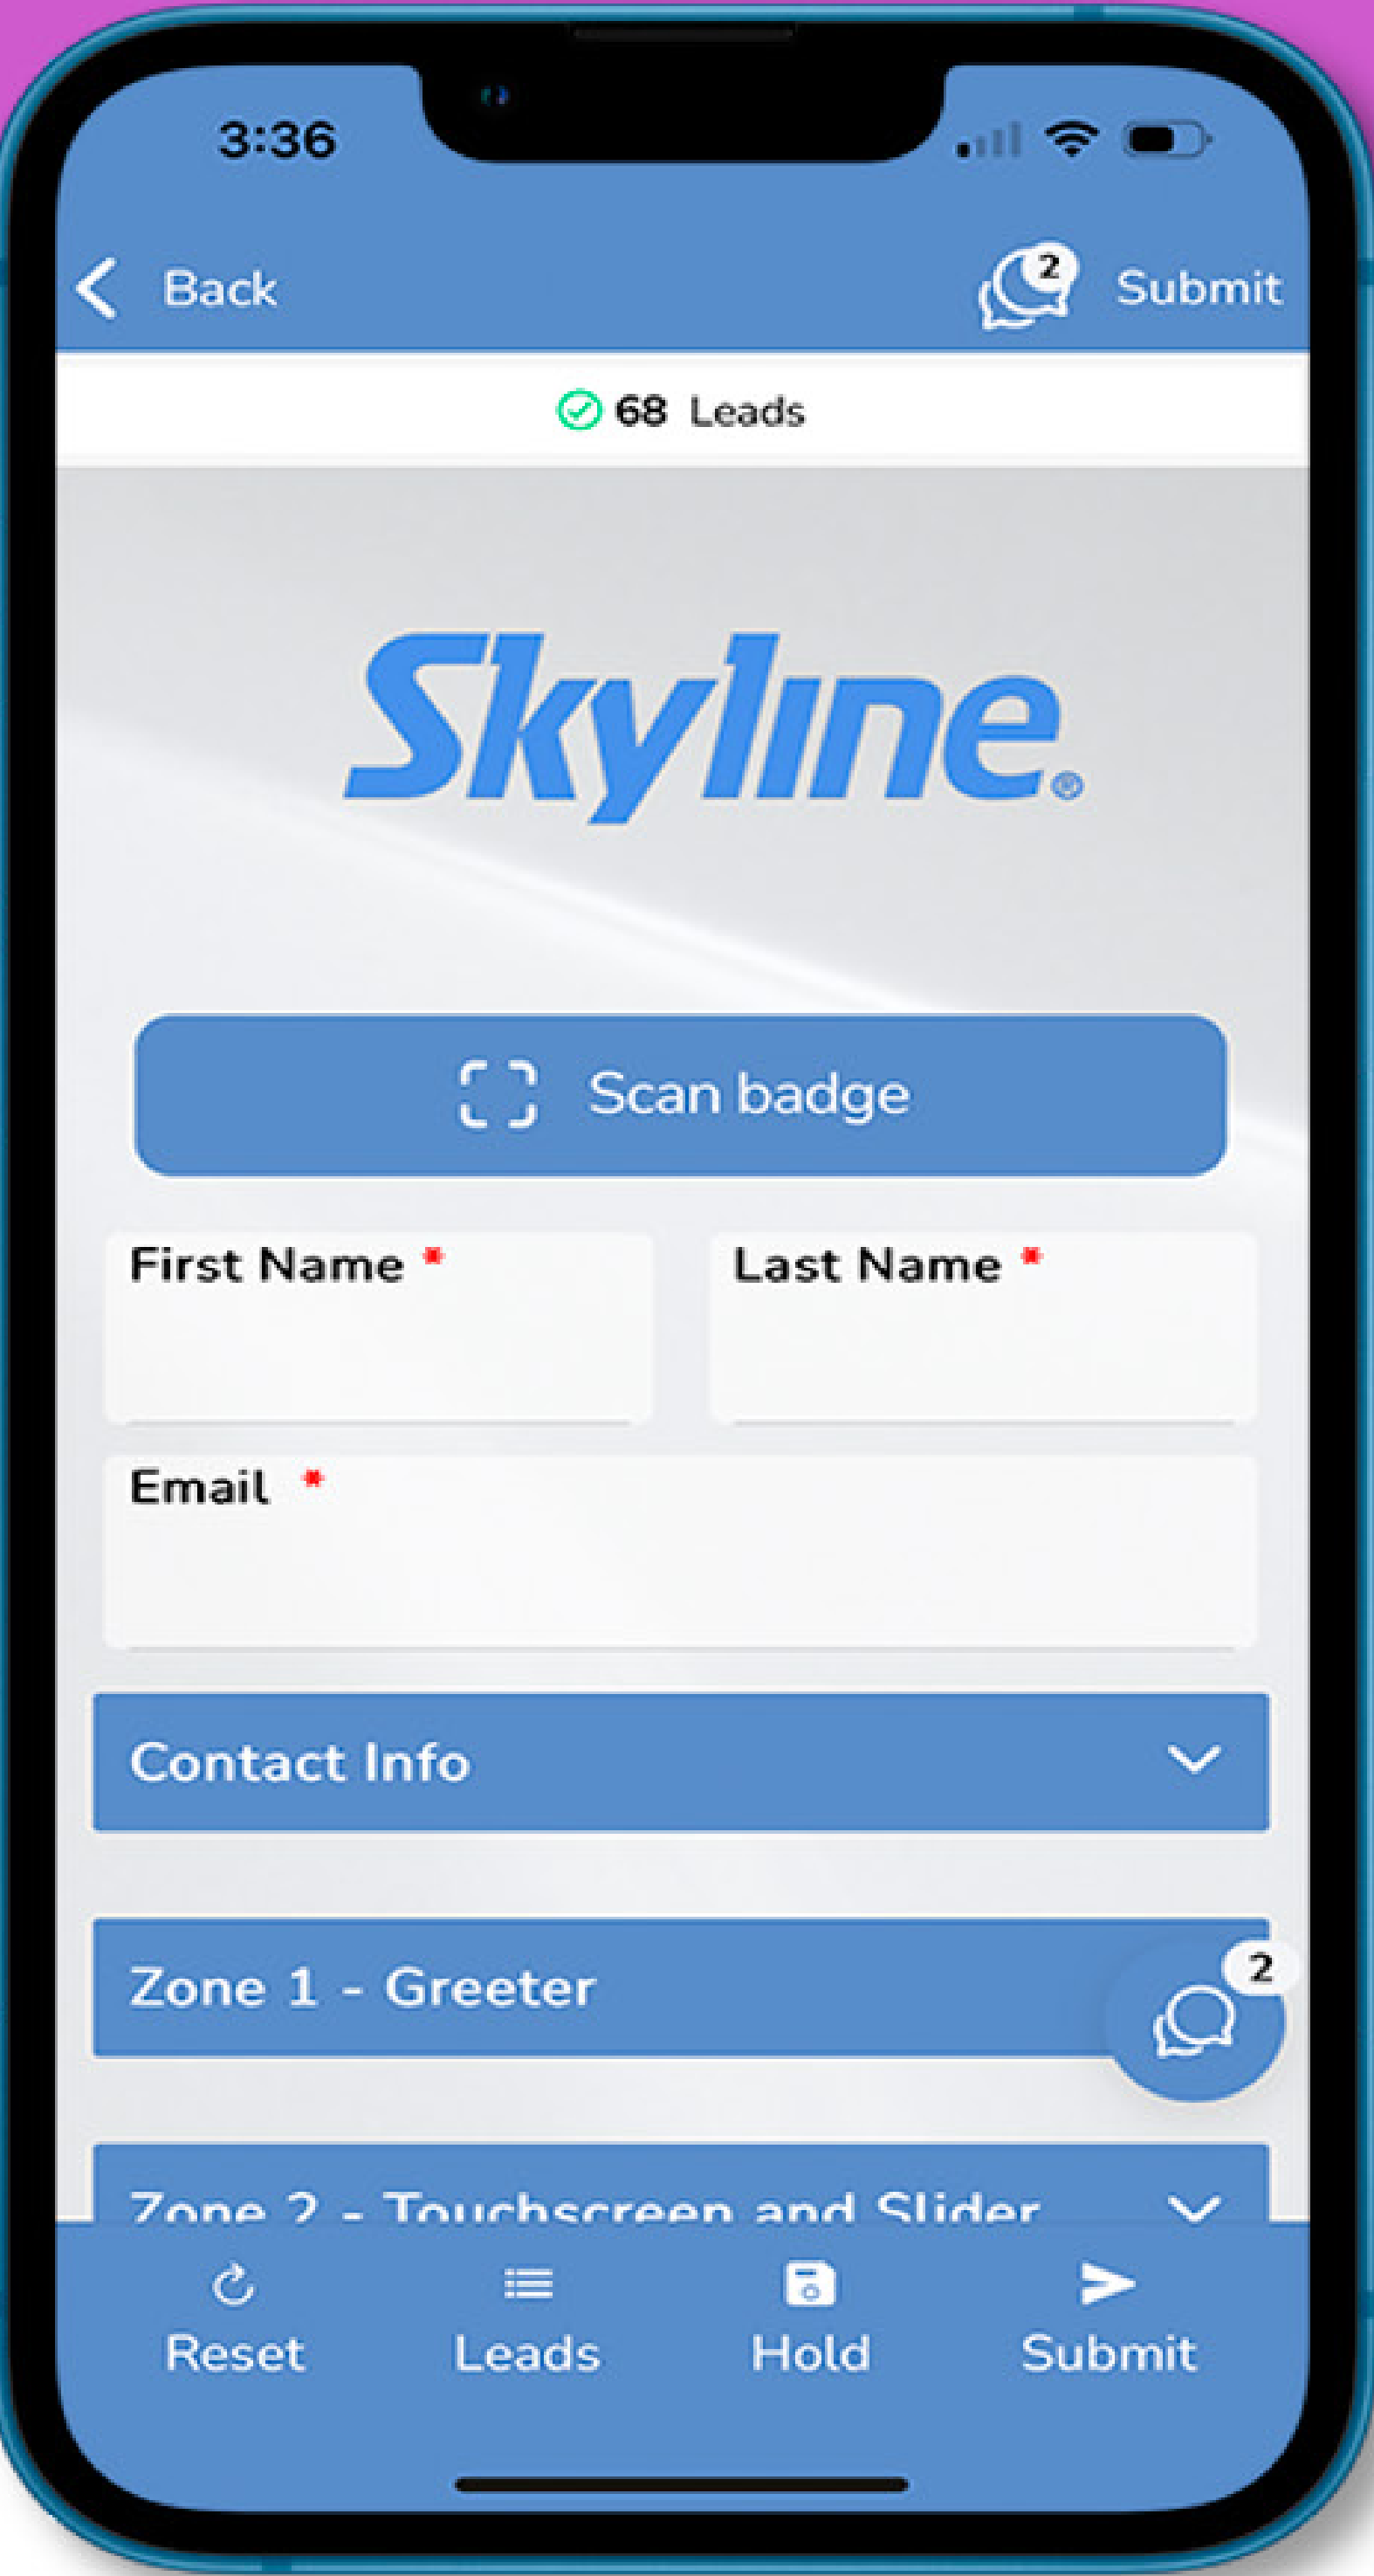 3:36
Back
2
Submit
68 Leads
Skyline®
Scan badge
First Name *
Last Name *
Email *
Contact Info
Zone 1 - Greeter
2
Zone 2 - Touchscreen and Slider
Reset
Leads
Hold
Submit